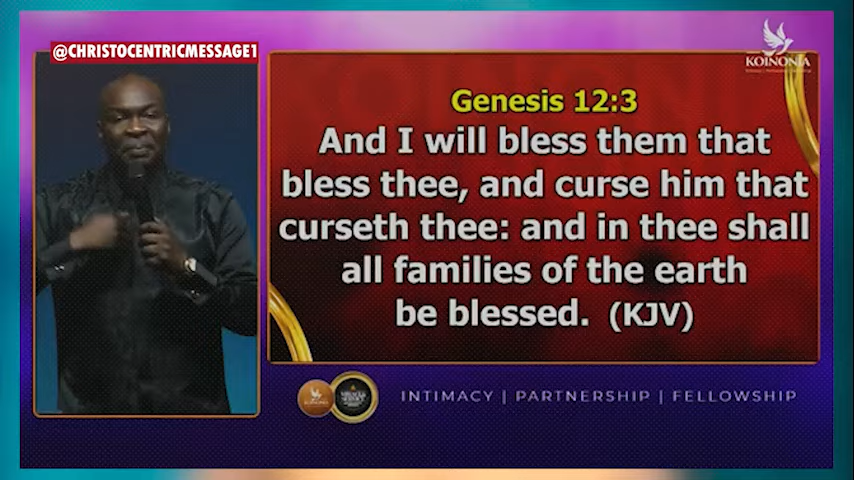 @CHRISTOCENTRICMESSAGE1
KOINONIA
Genesis 12:3
And I will bless them that
bless thee, and curse him that
curseth thee: and in thee shall
all families of the earth
be blessed. (KJV)
INTIMACY | PARTNERSHIP | FELLOWSHIP